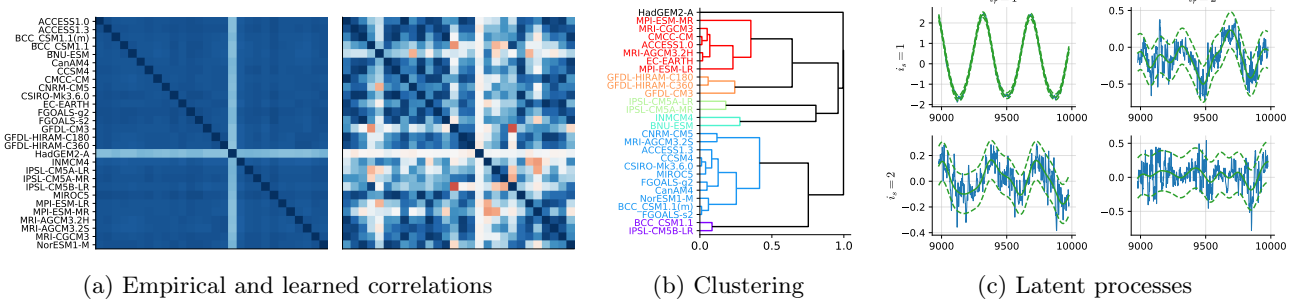 ACCESS1.0
ACCESS1.3
BCC_CSM1.1(m)
BCC_CSM1.1
BNU-ESM
CanAM4
CCSM4
CMCC-CM
CNRM-CM5
CSIRO-Mk3.6.0
EC-EARTH
FGOALS-g2
FGOALS-s2
GFDL-CM3
GFDL-HIRAM-C180
GFDL-HIRAM-C360
HadGEM2-A
INMCM4
IPSL-CM5A-LR
IPSL-CM5A-MR
IPSL-CM5B-LR
MIROC5
MPI-ESM-LR
MPI-ESM-MR
MRI-AGCM3.2H
MRI-AGCM3.2S
MRI-CGCM3
NorESM1-M
(a) Empirical and learned correlations
HadGEM2-A
MPI-ESM-MR
MRI-CGCM3
CMCC-CM
ACCESS1.0
MRI-AGCM3.2H
EC-EARTH
MPI-ESM-LR
GFDL-HIRAM-C180
GFDL-HIRAM-C360
GFDL-CM3
IPSL-CM5A-LR
IPSL-CM5A-MR
INMCM4
BNU-ESM
CNRM-CM5
MRI-AGCM3.2S
ACCESS1.3
CCSM4
CSIRO-Mk3.6.0
MIROC5
FGOALS-g2
CanAM4
NorESM1-M
BCC_CSM1.1(m)
FGOALS-s2
BCC_CSM1.1
IPSL-CM5B-LR
0.0 0.5 1.0
(b) Clustering
i_s = 1
2
1
0
−1
−2
9000 9500 10000
0.5
0.0
−0.5
9000 9500 10000
i_s = 2
0.2
0.0
−0.2
−0.4
9000 9500 10000
0.5
0.0
−0.5
9000 9500 10000
(c) Latent processes